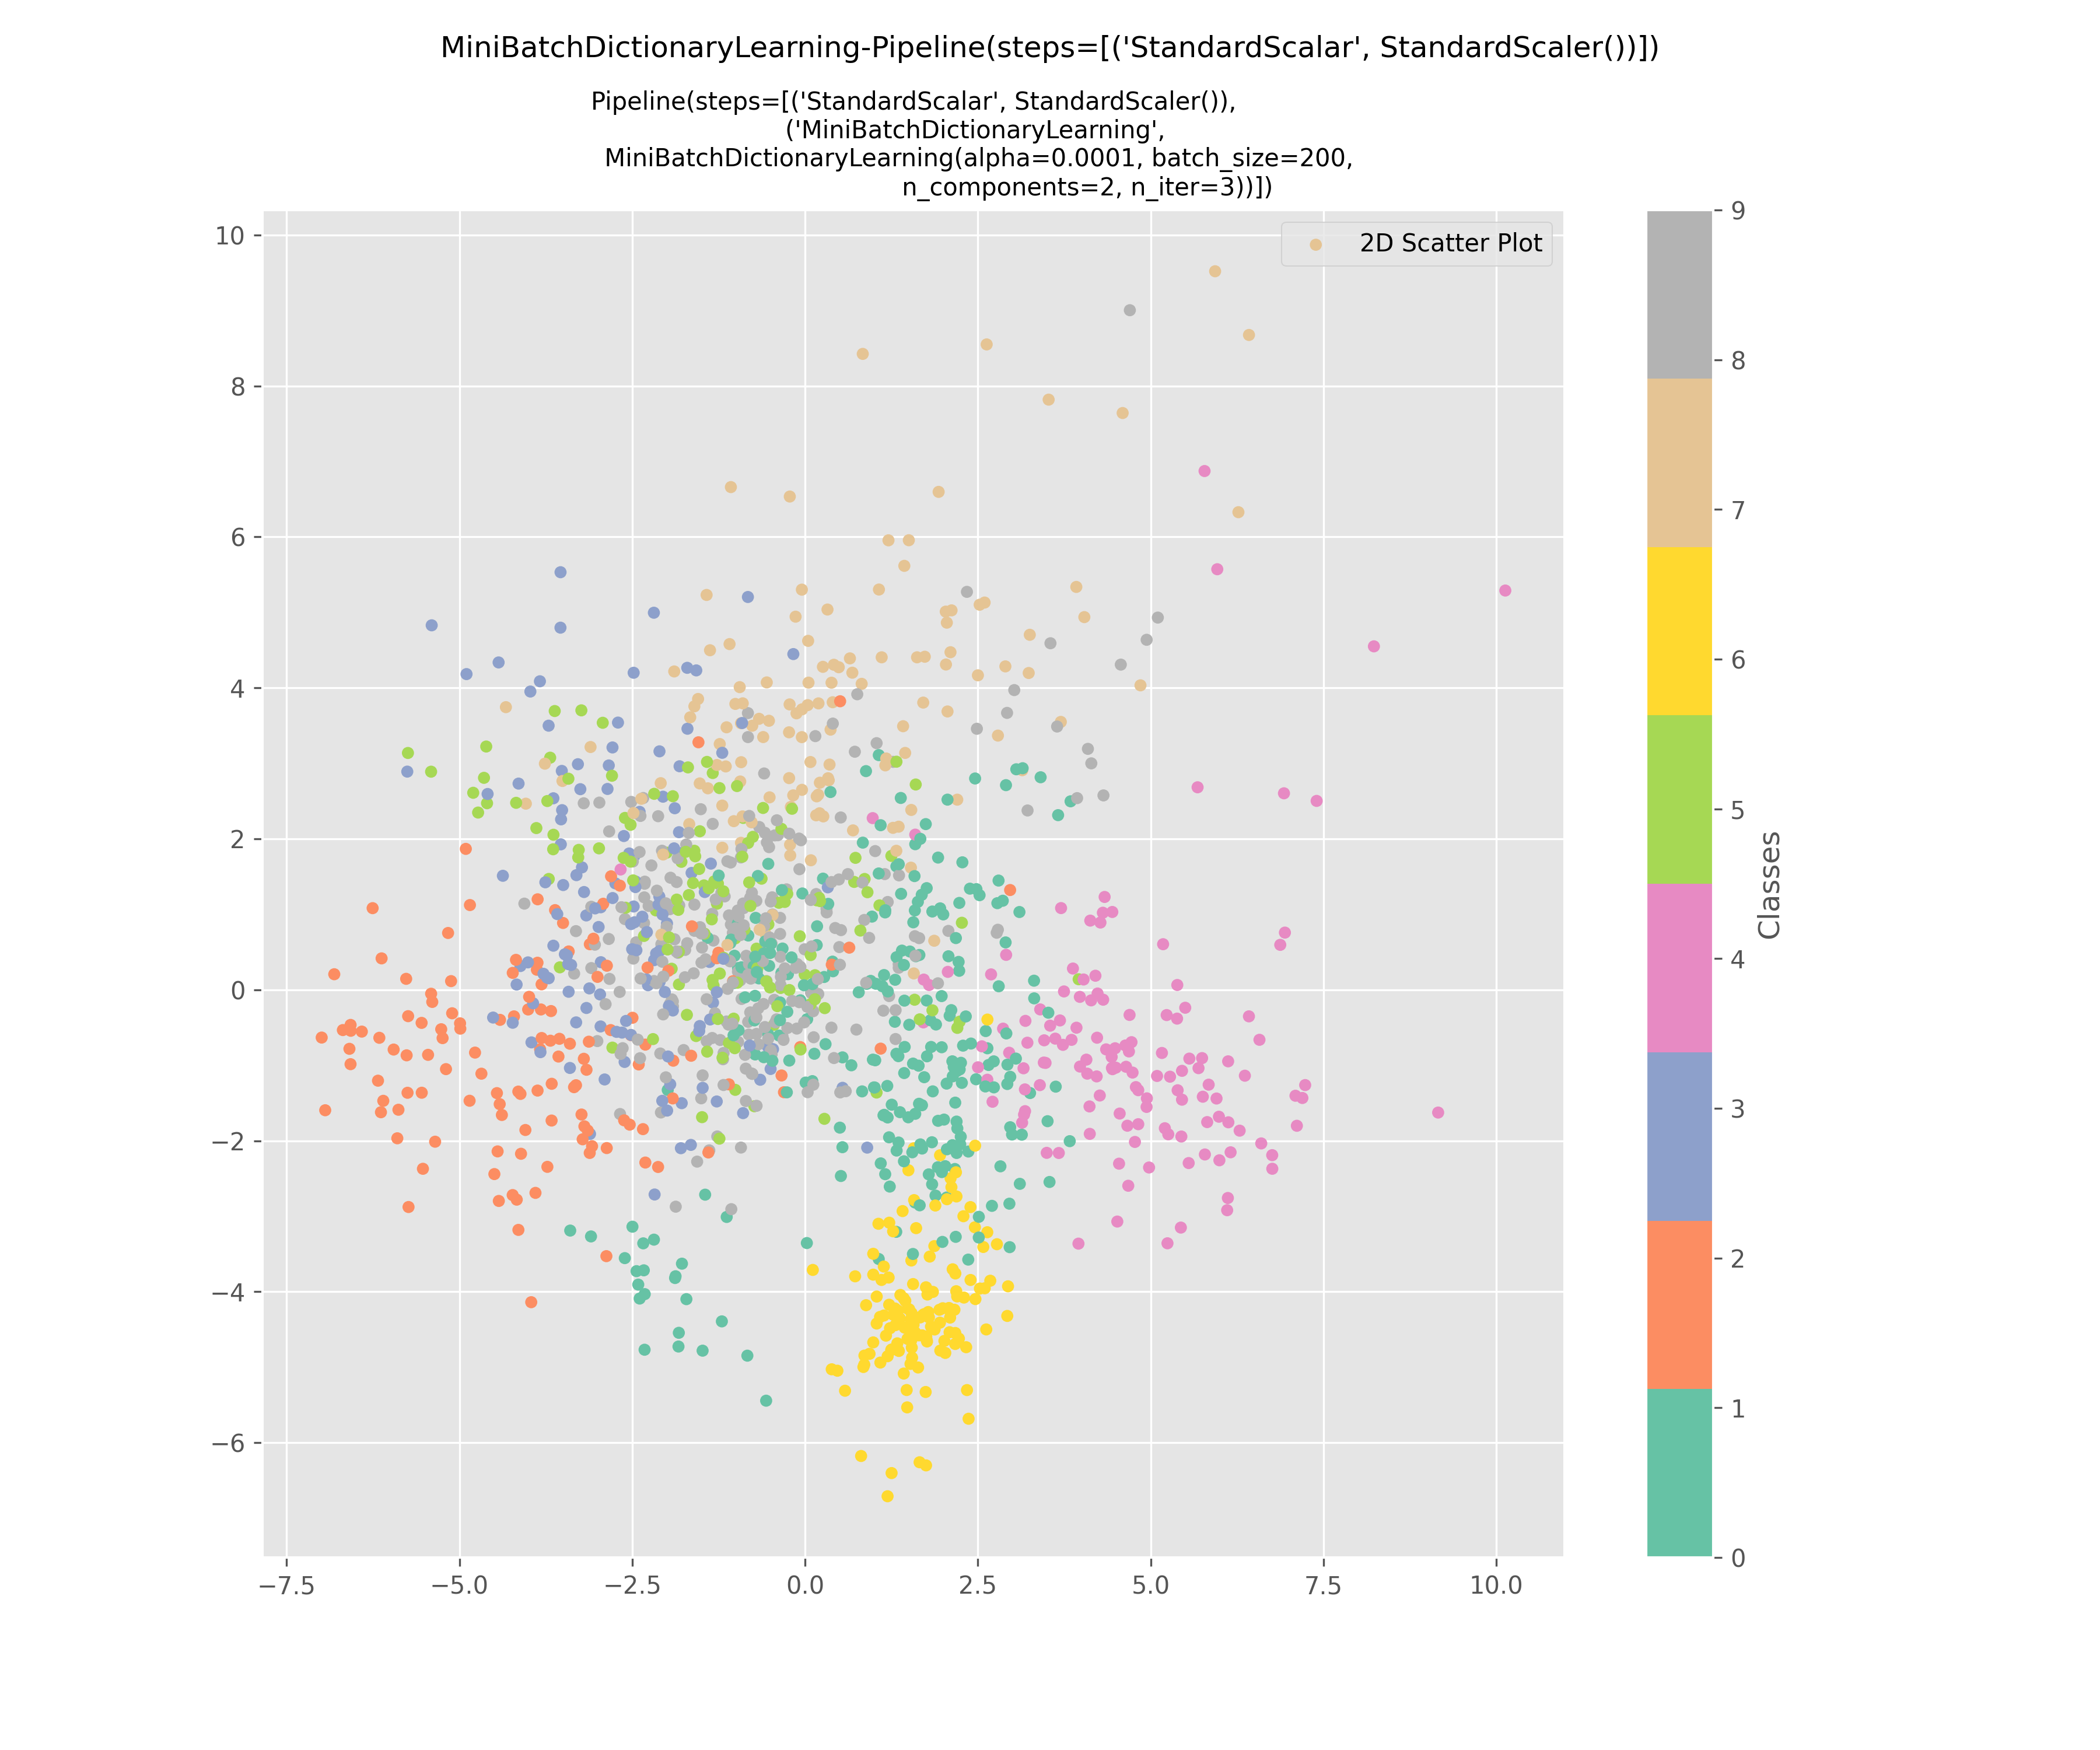 MiniBatchDictionaryLearning-Pipeline(steps=[('StandardScalar', StandardScaler())])
Pipeline(steps=[('StandardScalar', StandardScaler()),
('MiniBatchDictionaryLearning',
MiniBatchDictionaryLearning(alpha=0.0001, batch_size=200,
n_components=2, n_iter=3))])
2D Scatter Plot
10
8
6
4
2
0
−2
−4
−6
−7.5 −5.0 −2.5 0.0 2.5 5.0 7.5 10.0
9
8
7
6
5
4
3
2
1
0
Classes